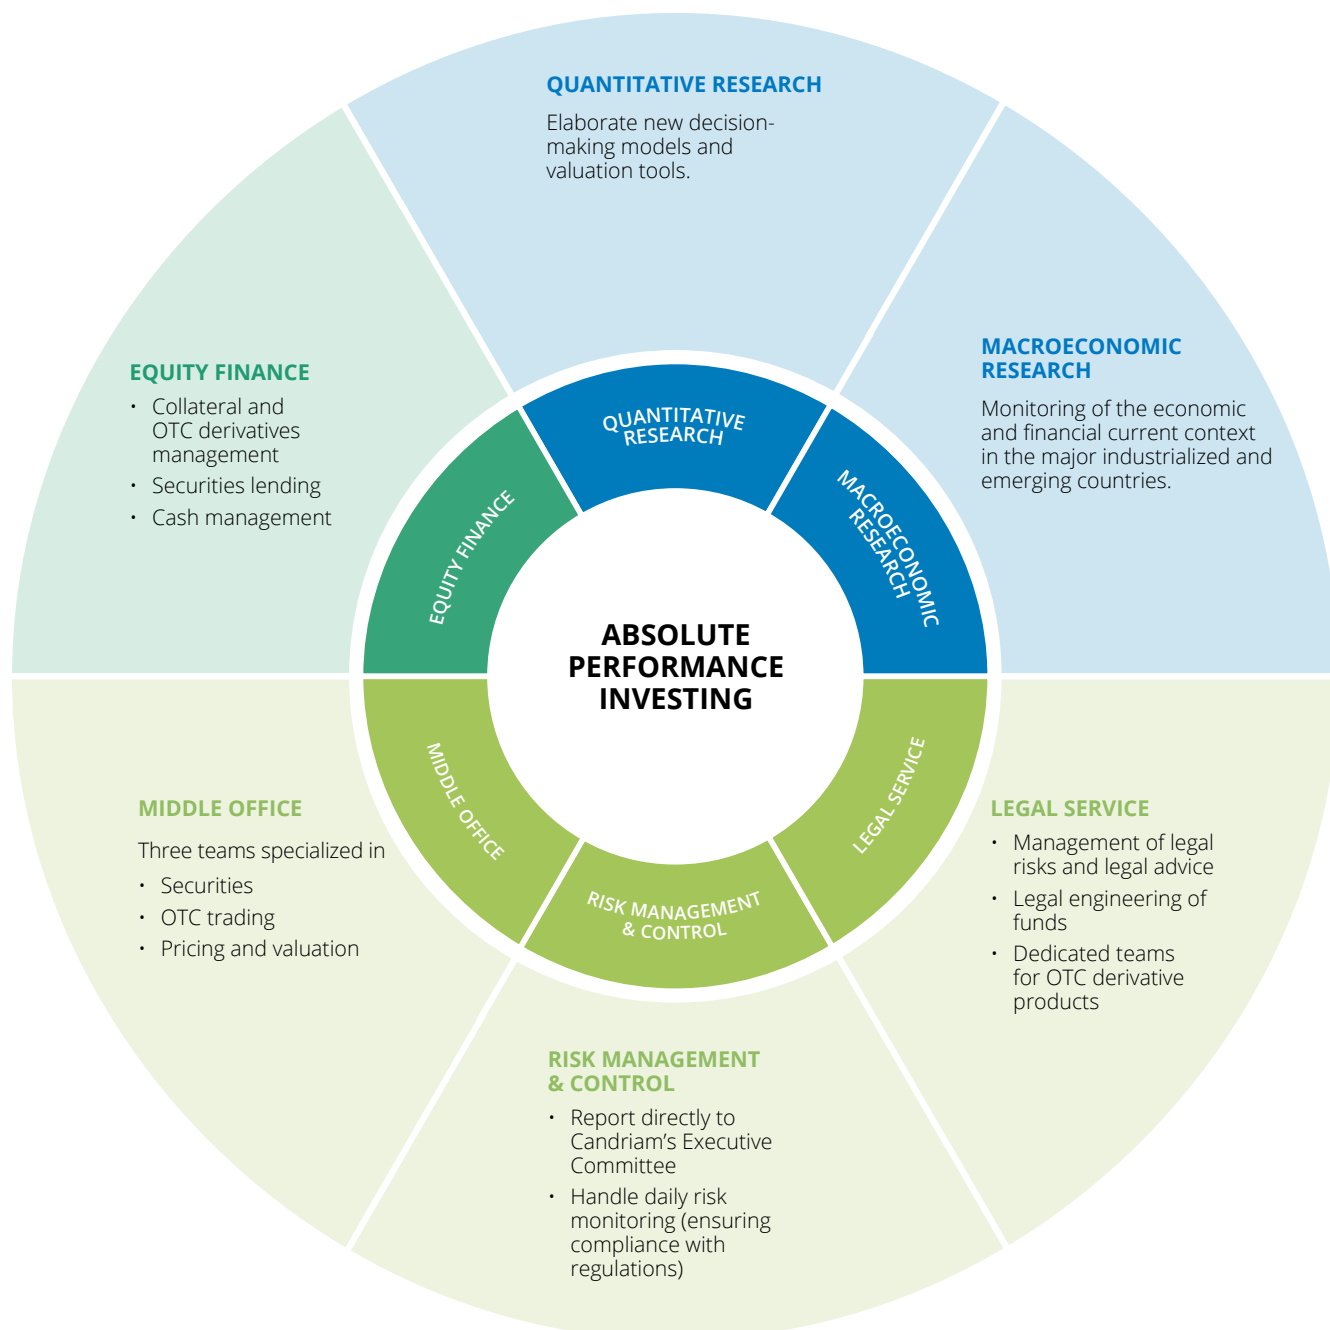 QUANTITATIVE RESEARCH
Elaborate new decision-
making models and
valuation tools.
MACROECONOMIC
RESEARCH
Monitoring of the economic
and financial current context
in the major industrialized and
emerging countries.
EQUITY FINANCE
• Collateral and
OTC derivatives
management
• Securities lending
• Cash management
QUANTITATIVE
RESEARCH
MACROECONOMIC
RESEARCH
EQUITY FINANCE
ABSOLUTE
PERFORMANCE
INVESTING
MIDDLE OFFICE
LEGAL SERVICE
RISK MANAGEMENT
& CONTROL
MIDDLE OFFICE
Three teams specialized in
• Securities
• OTC trading
• Pricing and valuation
LEGAL SERVICE
• Management of legal
risks and legal advice
• Legal engineering of
funds
• Dedicated teams
for OTC derivative
products
RISK MANAGEMENT
& CONTROL
• Report directly to
Candriam’s Executive
Committee
• Handle daily risk
monitoring (ensuring
compliance with
regulations)